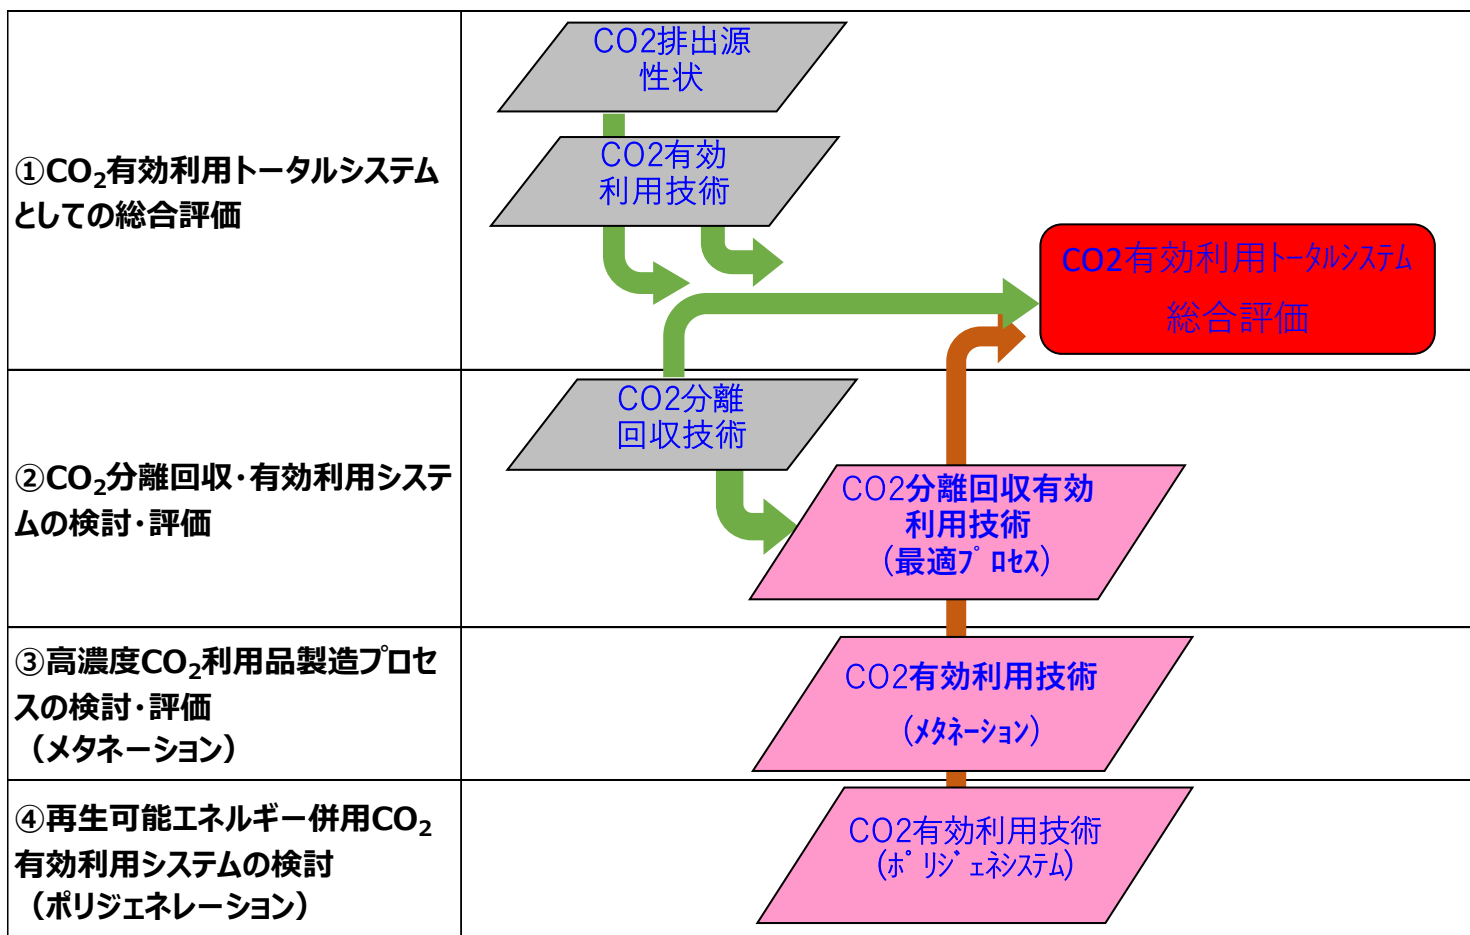 ①CO₂有効利用トータルシステム
としての総合評価
CO2排出源
性状
CO2有効
利用技術
CO2有効利用ﾄｰﾀﾙｼｽﾃﾑ
総合評価
②CO₂分離回収・有効利用システ
ムの検討・評価
CO2分離
回収技術
CO2分離回収有効
利用技術
(最適ﾌﾟﾛｾｽ)
③高濃度CO₂利用品製造プロセ
スの検討・評価
（メタネーション）
CO2有効利用技術
(ﾒﾀﾈｰｼｮﾝ)
④再生可能エネルギー併用CO₂
有効利用システムの検討
（ポリジェネレーション）
CO2有効利用技術
(ﾎﾟﾘｼﾞｪﾈｼｽﾃﾑ)